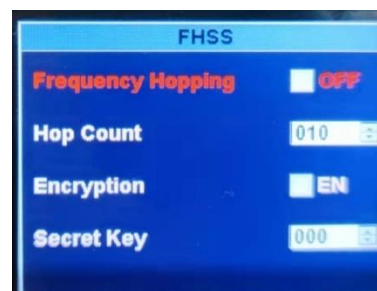 FHSS
Frequency Hopping OFF
Hop Count 010
Encryption EN
Secret Key 000